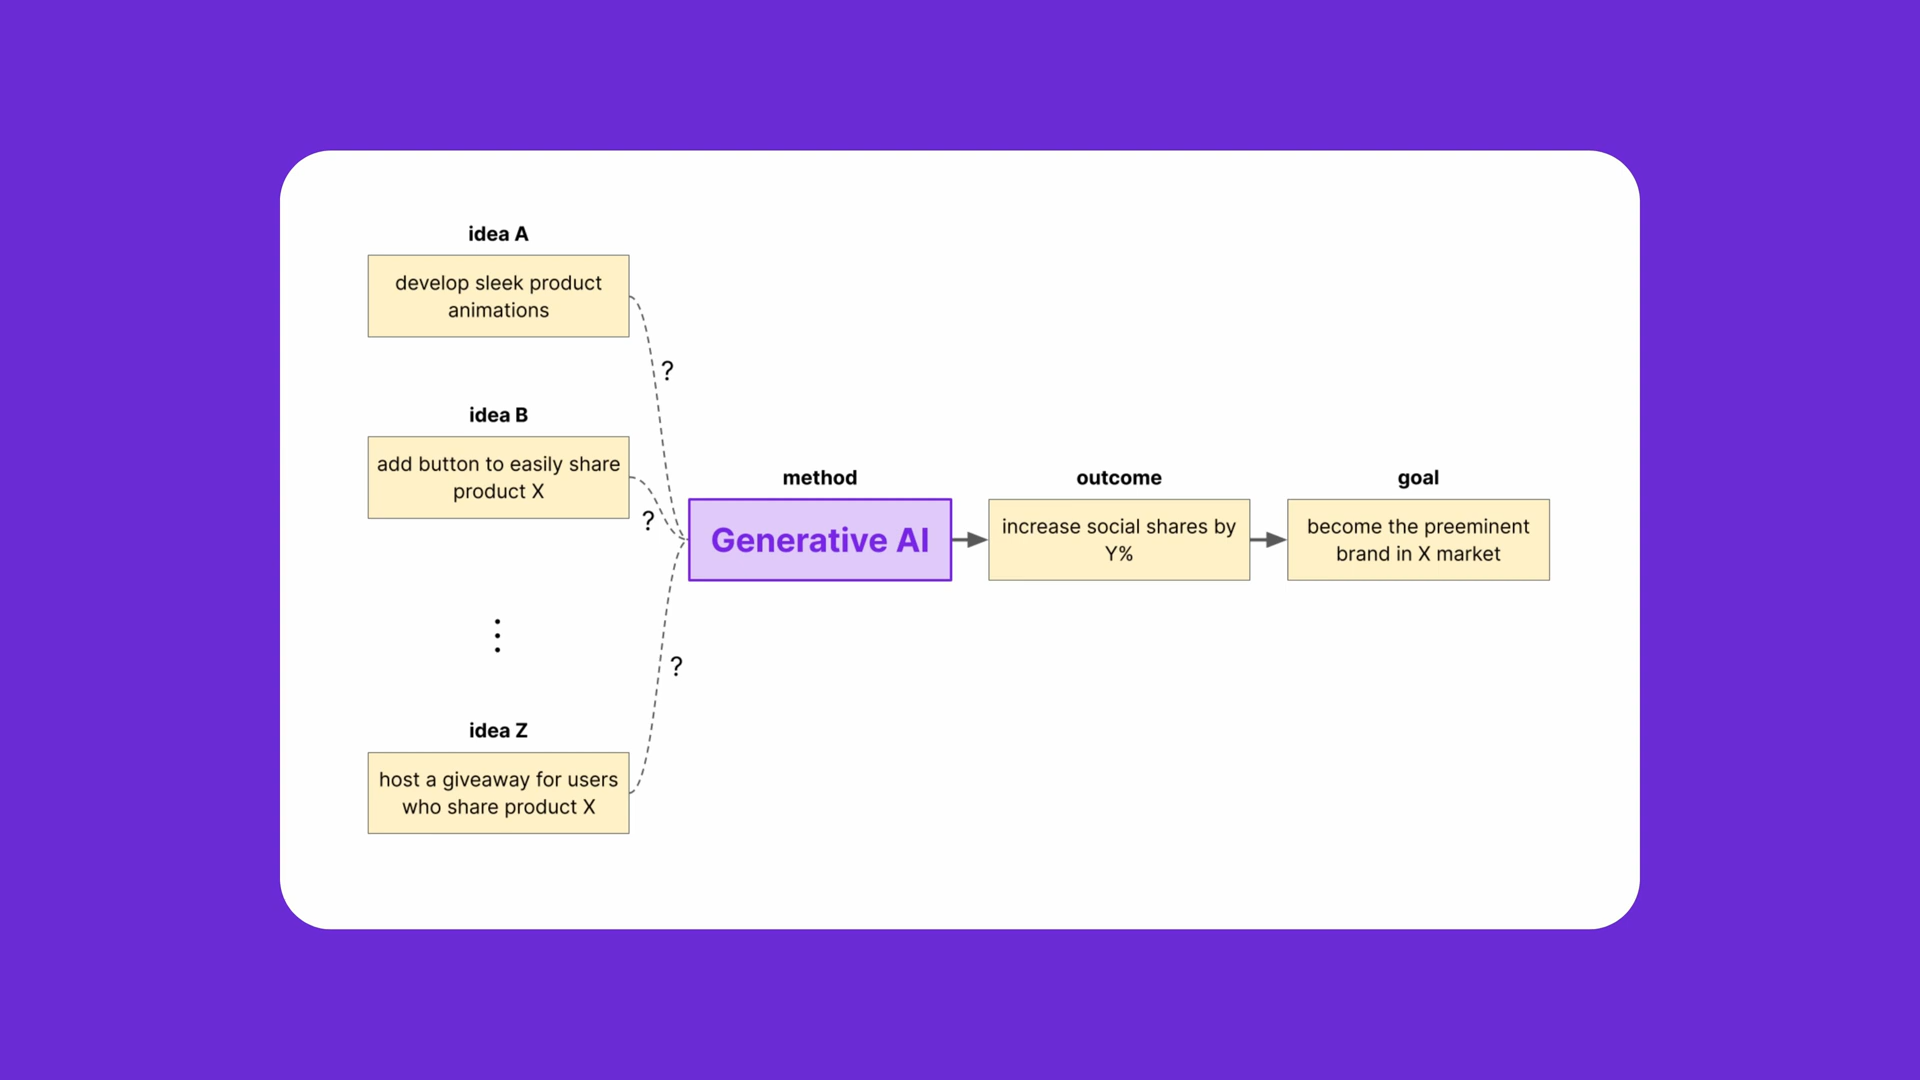 idea A
develop sleek product
animations
?
idea B
add button to easily share
product X
?
method
Generative AI
outcome
increase social shares by
Y%
goal
become the preeminent
brand in X market
?
idea Z
host a giveaway for users
who share product X